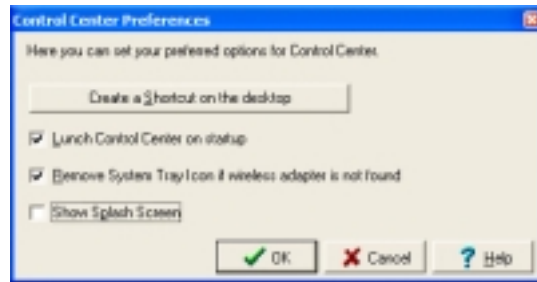 Control Center Preferences
Here you can set your preferred options for Control Center.
Create a Shortcut on the desktop
Lunch Control Center on startup
Remove System Tray Icon if wireless adapter is not found
Show Splash Screen
OK Cancel Help